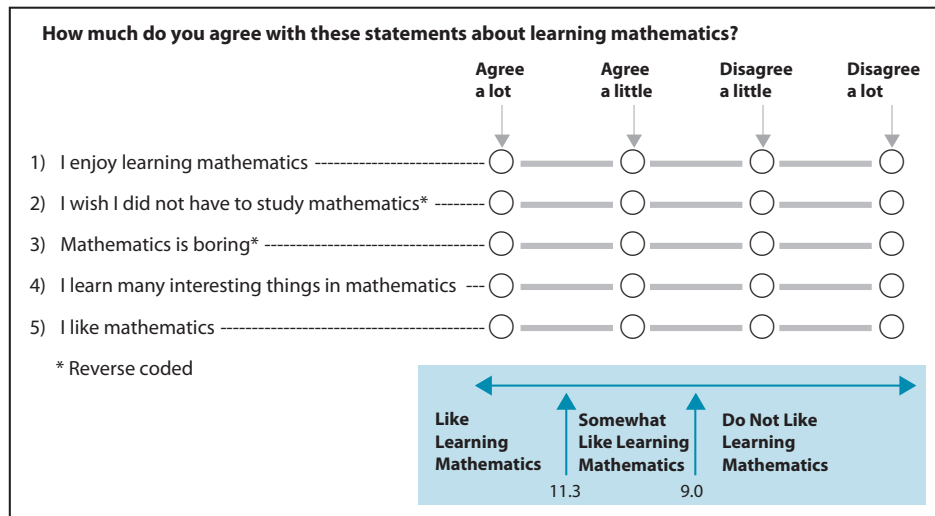 How much do you agree with these statements about learning mathematics?
Agree a lot
Agree a little
Disagree a little
Disagree a lot
1) I enjoy learning mathematics
2) I wish I did not have to study mathematics*
3) Mathematics is boring*
4) I learn many interesting things in mathematics
5) I like mathematics
* Reverse coded
Like
Learning
Mathematics
Somewhat
Like Learning
Mathematics
Do Not Like
Learning
Mathematics
11.3
9.0